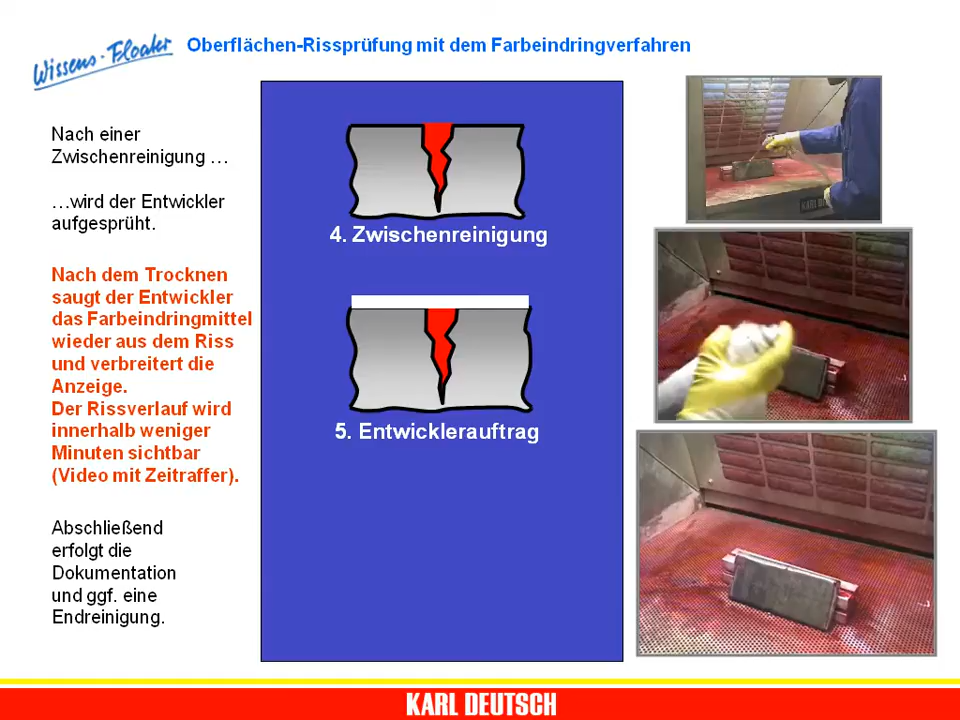 Wissens-Floater
Oberflächen-Rissprüfung mit dem Farbeindringverfahren
Nach einer
Zwischenreinigung …
…wird der Entwickler
aufgesprüht.
Nach dem Trocknen
saugt der Entwickler
das Farbeindringmittel
wieder aus dem Riss
und verbreitert die
Anzeige.
Der Rissverlauf wird
innerhalb weniger
Minuten sichtbar
(Video mit Zeitraffer).
Abschließend
erfolgt die
Dokumentation
und ggf. eine
Endreinigung.
4. Zwischenreinigung
5. Entwicklerauftrag
KARL DEUTSCH